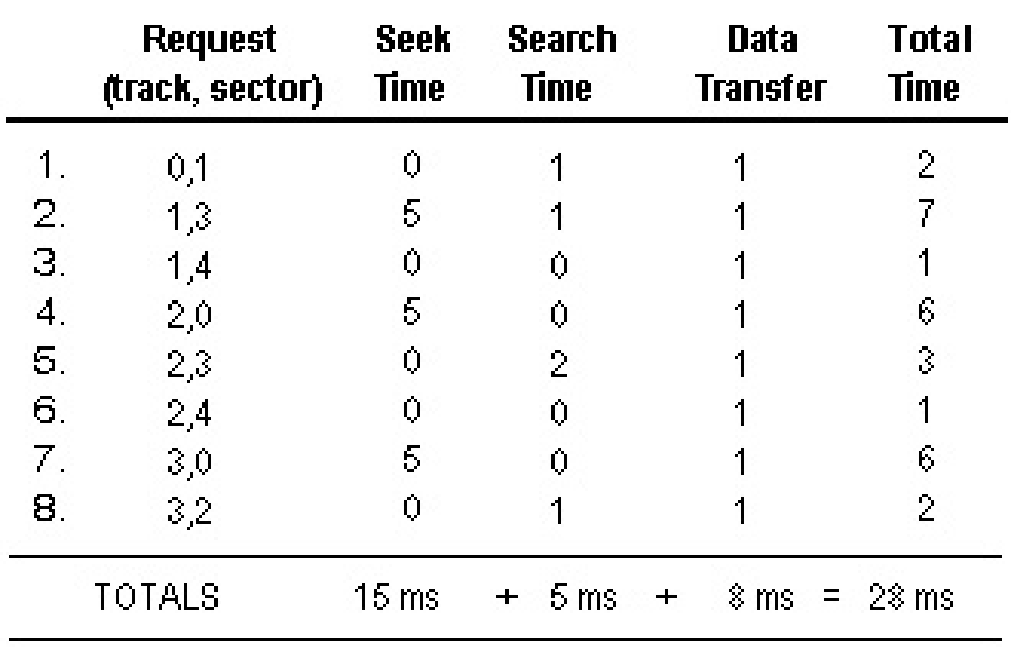 Request Seek Search Data Total
(track, sector) Time Time Transfer Time
1. 0,1 0 1 1 2
2. 1,3 5 1 1 7
3. 1,4 0 0 1 1
4. 2,0 5 0 1 6
5. 2,3 0 2 1 3
6. 2,4 0 0 1 1
7. 3,0 5 0 1 6
8. 3,2 0 1 1 2
TOTALS 15 ms + 5 ms + 8 ms = 28 ms